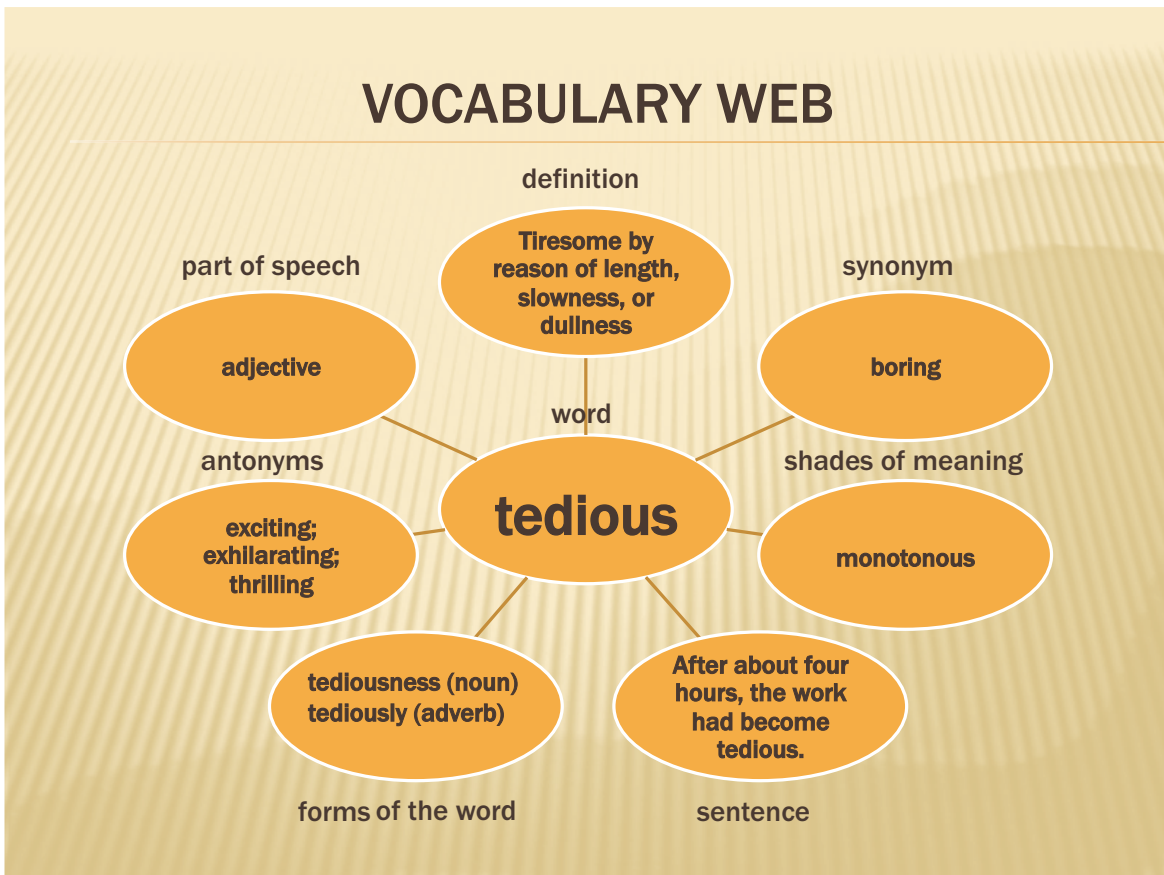 VOCABULARY WEB
definition
Tiresome by
reason of length,
slowness, or
dullness
part of speech
adjective
synonym
boring
word
tedious
antonyms
exciting;
exhilarating;
thrilling
shades of meaning
monotonous
tediousness (noun)
tediously (adverb)
forms of the word
After about four
hours, the work
had become
tedious.
sentence